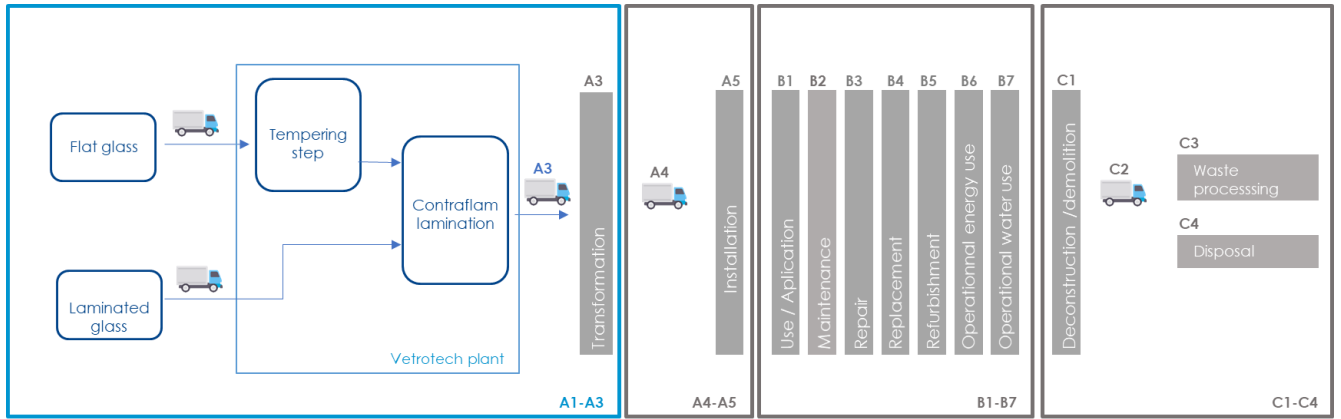 Flat glass
Laminated
glass
Tempering
step
Contraflam
lamination
Vetrotech plant
A3
A3
Transformation
A1-A3
A4
A5
Installation
A4-A5
B1
Use / Aplication
B2
Maintenance
B3
Repair
B4
Replacement
B5
Refurbishment
B6
Operationnal energy use
B7
Operational water use
B1-B7
C1
Deconstruction /demolition
C2
C3
Waste
processsing
C4
Disposal
C1-C4